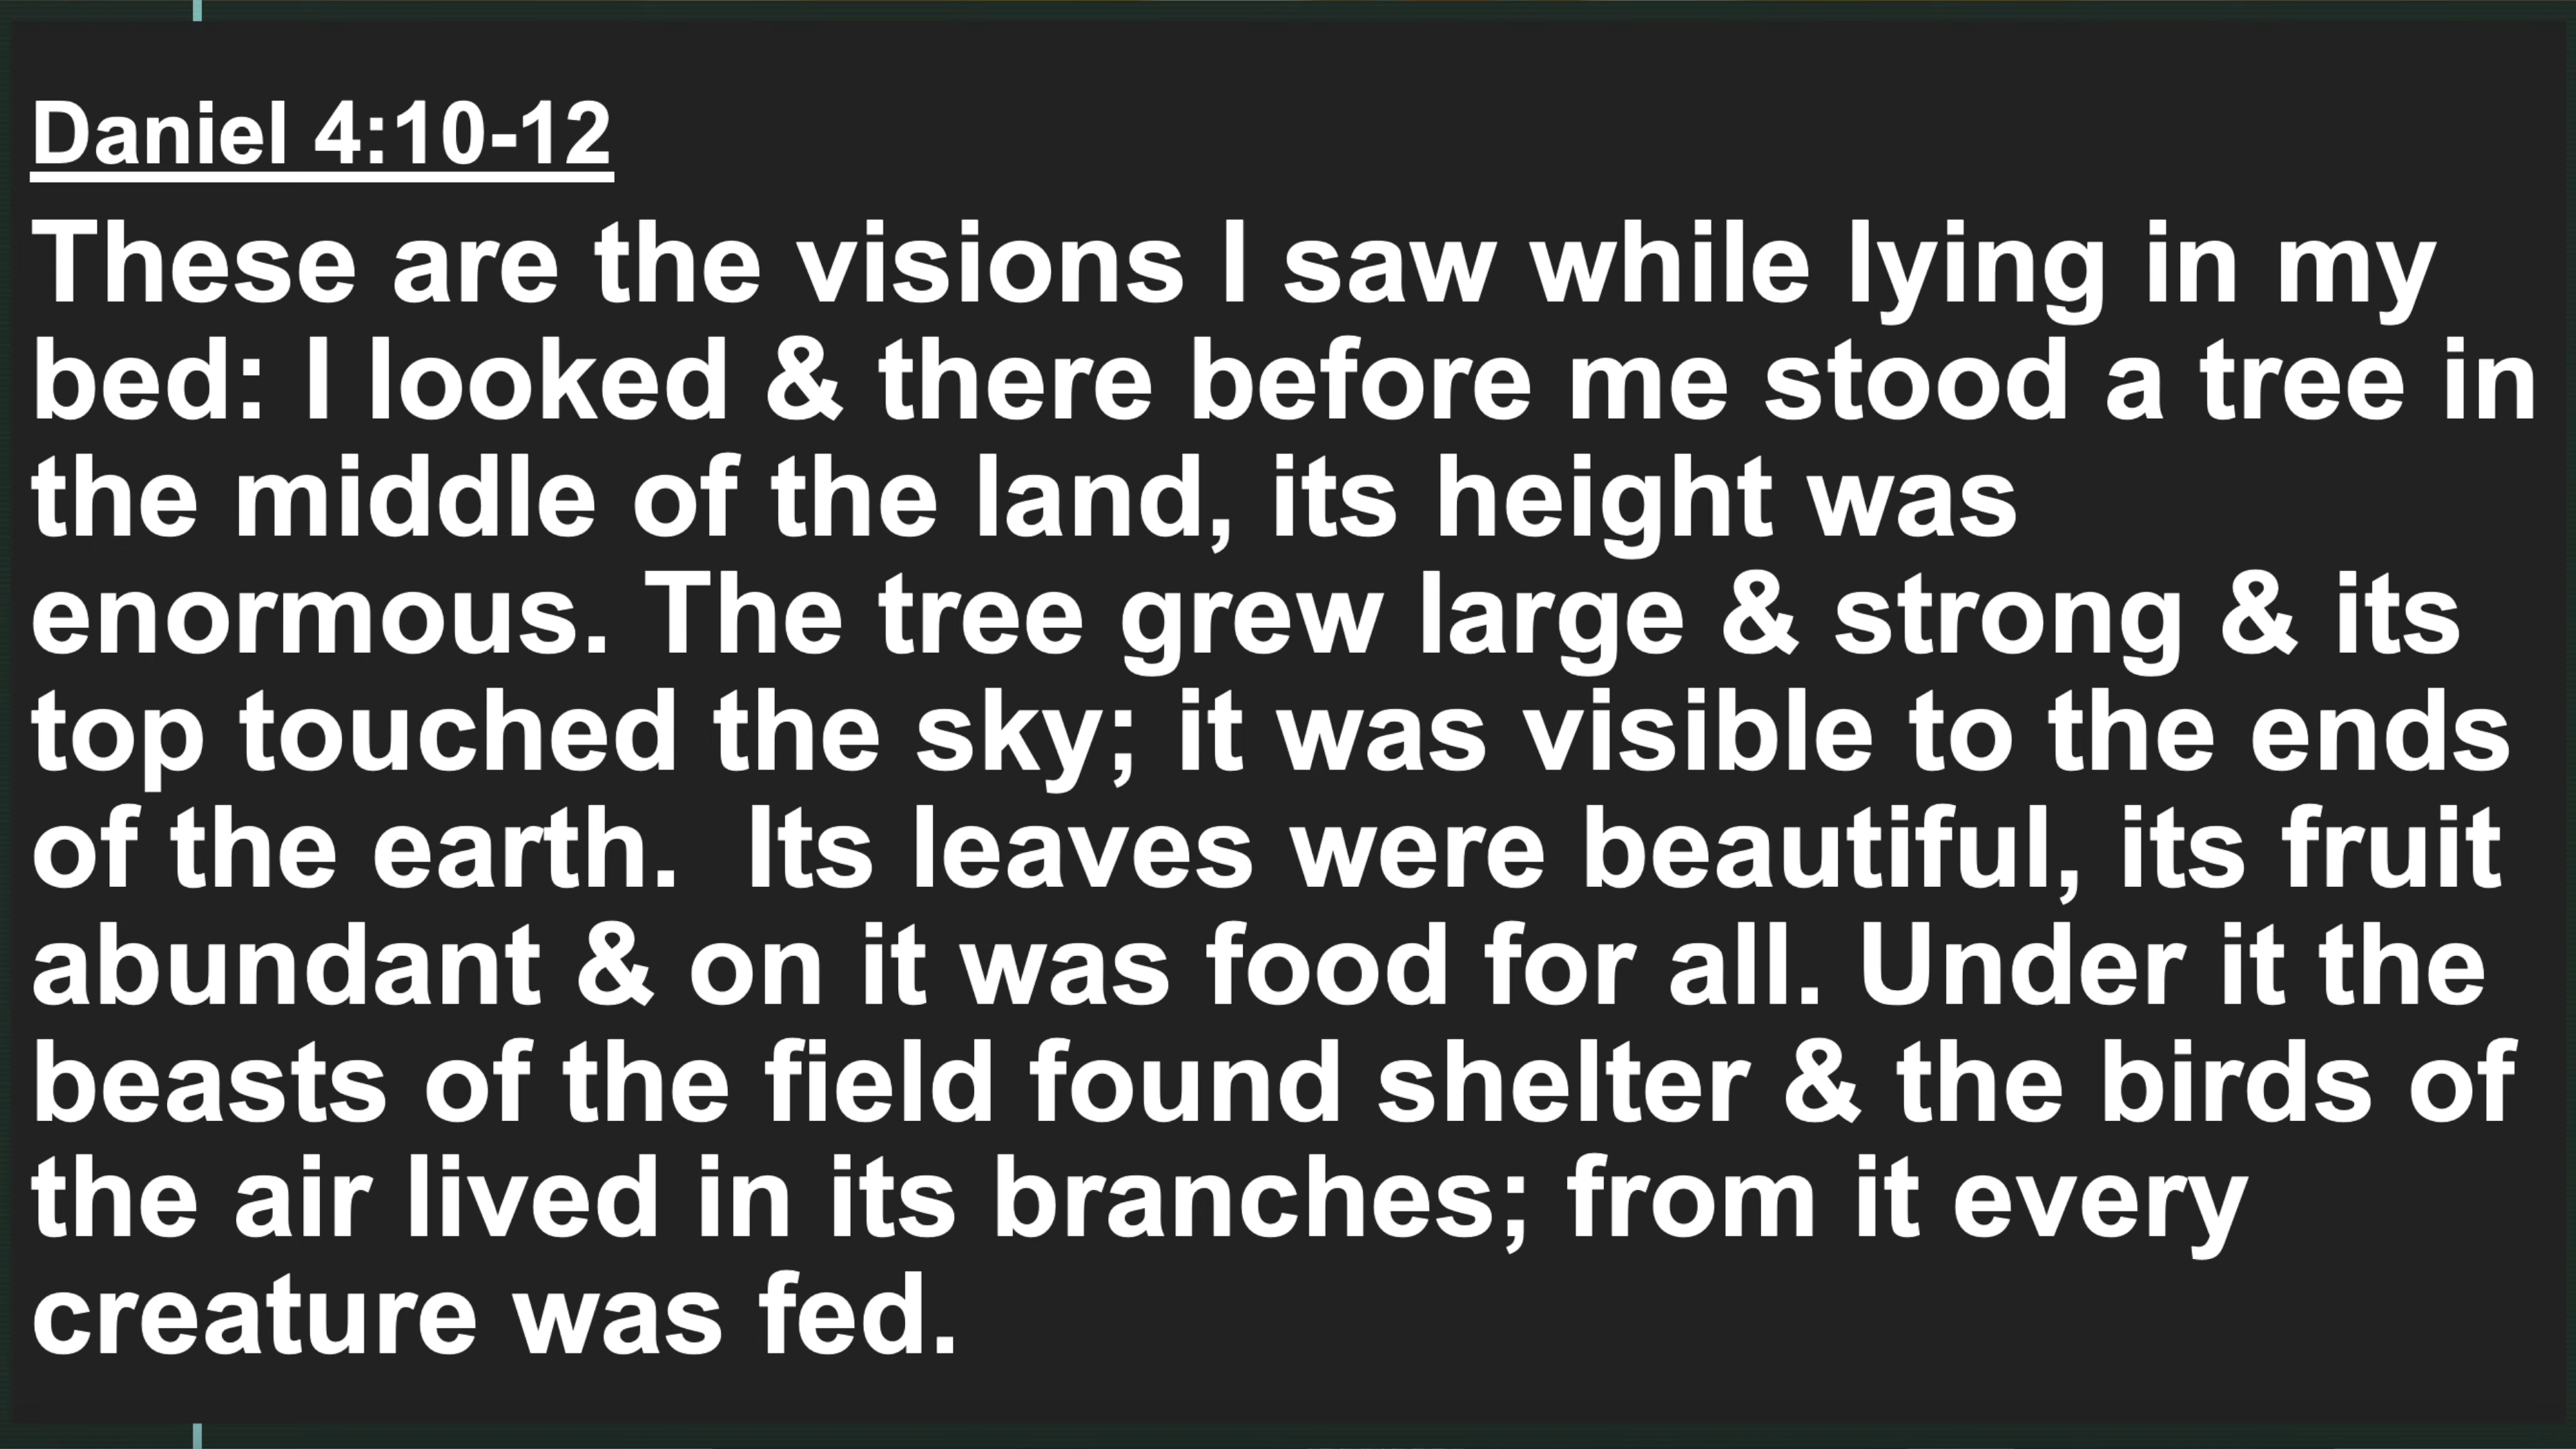 Daniel 4:10-12
These are the visions I saw while lying in my
bed: I looked & there before me stood a tree in
the middle of the land, its height was
enormous. The tree grew large & strong & its
top touched the sky; it was visible to the ends
of the earth.  Its leaves were beautiful, its fruit
abundant & on it was food for all. Under it the
beasts of the field found shelter & the birds of
the air lived in its branches; from it every
creature was fed.